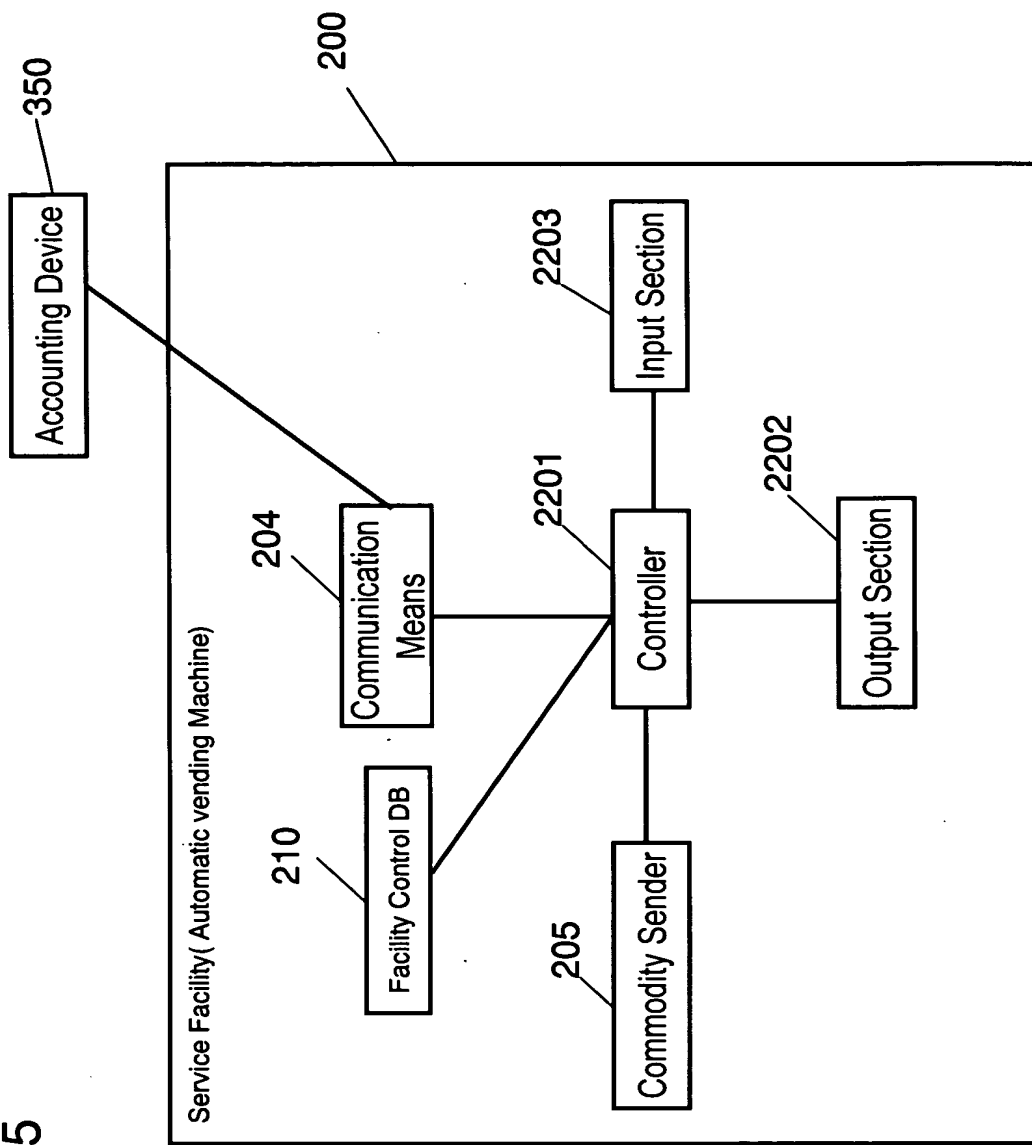 350
Accounting Device
200
Service Facility( Automatic vending Machine)
204
Communication
Means
210
Facility Control DB
2203
Input Section
2201
Controller
205
Commodity Sender
2202
Output Section
5